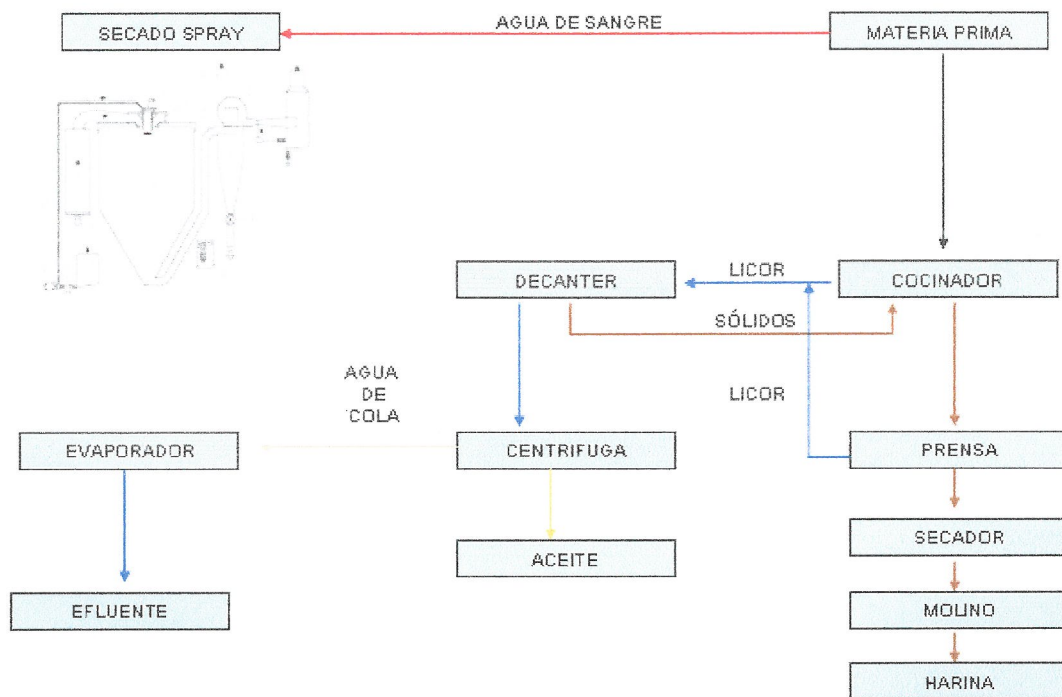 AGUA DE SANGRE
SECADO SPRAY
MATERIA PRIMA
LICOR
DECANTER
COCINADOR
SÓLIDOS
AGUA
DE
COLA
LICOR
EVAPORADOR
CENTRIFUGA
PRENSA
SECADOR
ACEITE
EFLUENTE
MOLINO
HARINA